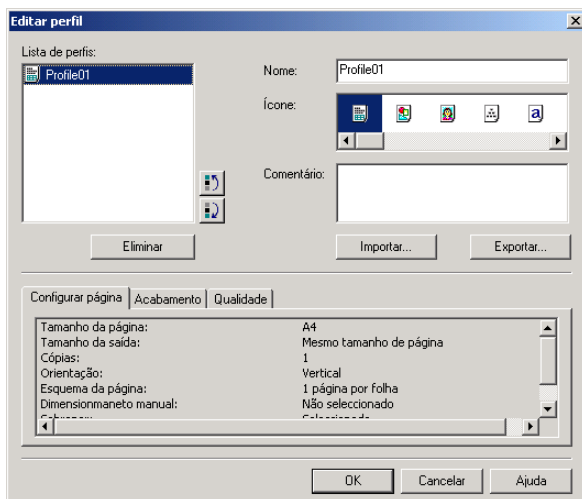 Editar perfil
Lista de perfis:
Profile01
Nome: Profile01
Ícone:
a
Comentário:
Eliminar Importar... Exportar...
Configurar página Acabamento Qualidade
Tamanho da página: A4
Tamanho da saída: Mesmo tamanho de página
Cópias: 1
Orientação: Vertical
Esquema da página: 1 página por folha
Dimensionmaneto manual: Não seleccionado
OK Cancelar Ajuda